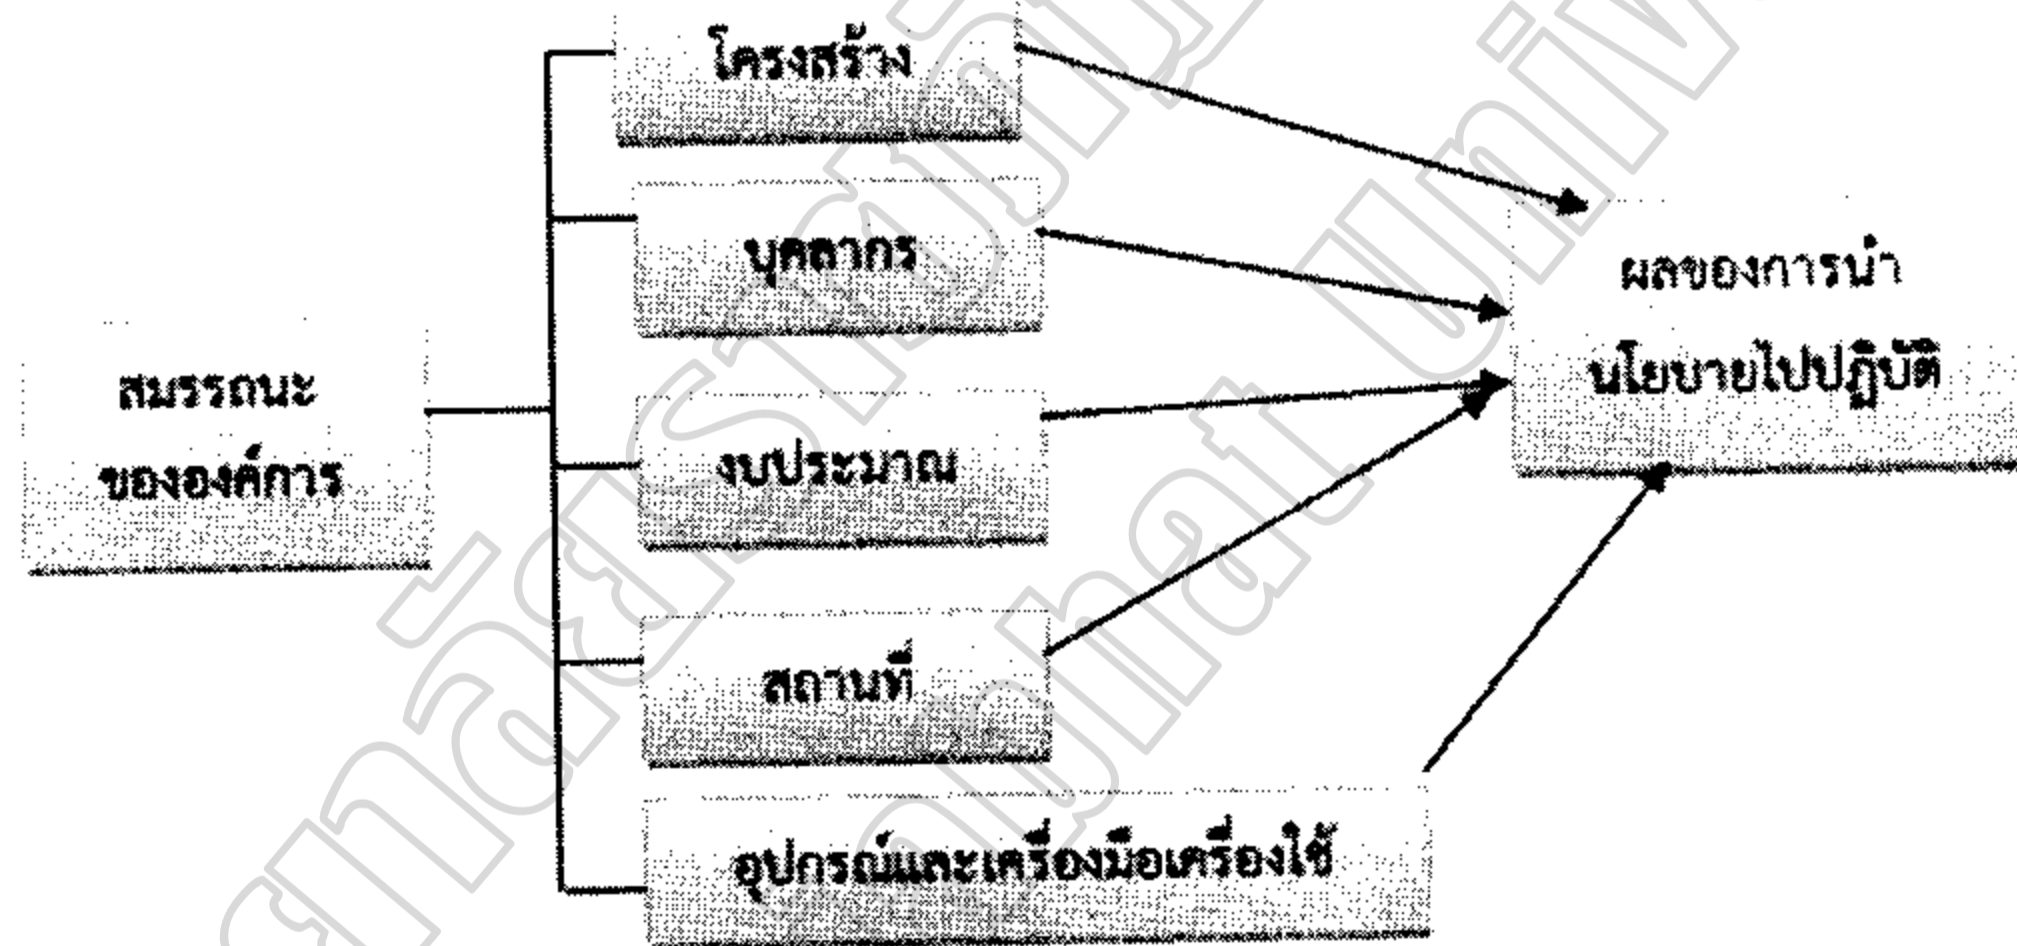 โครงสร้าง
บุคลากร
สมรรถนะ
ขององค์การ
งบประมาณ
สถานที่
อุปกรณ์และเครื่องมือเครื่องใช้
ผลของการนำ
นโยบายไปปฏิบัติ